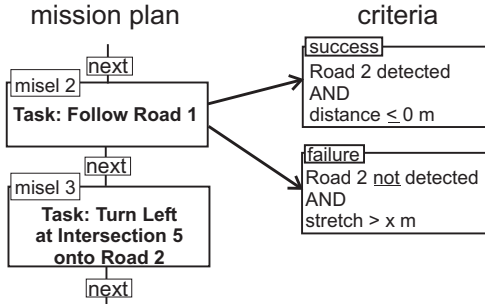 mission plan
criteria
next
misel 2
Task: Follow Road 1
next
misel 3
Task: Turn Left
at Intersection 5
onto Road 2
next
success
Road 2 detected
AND
distance ≤ 0 m
failure
Road 2 not detected
AND
stretch > x m